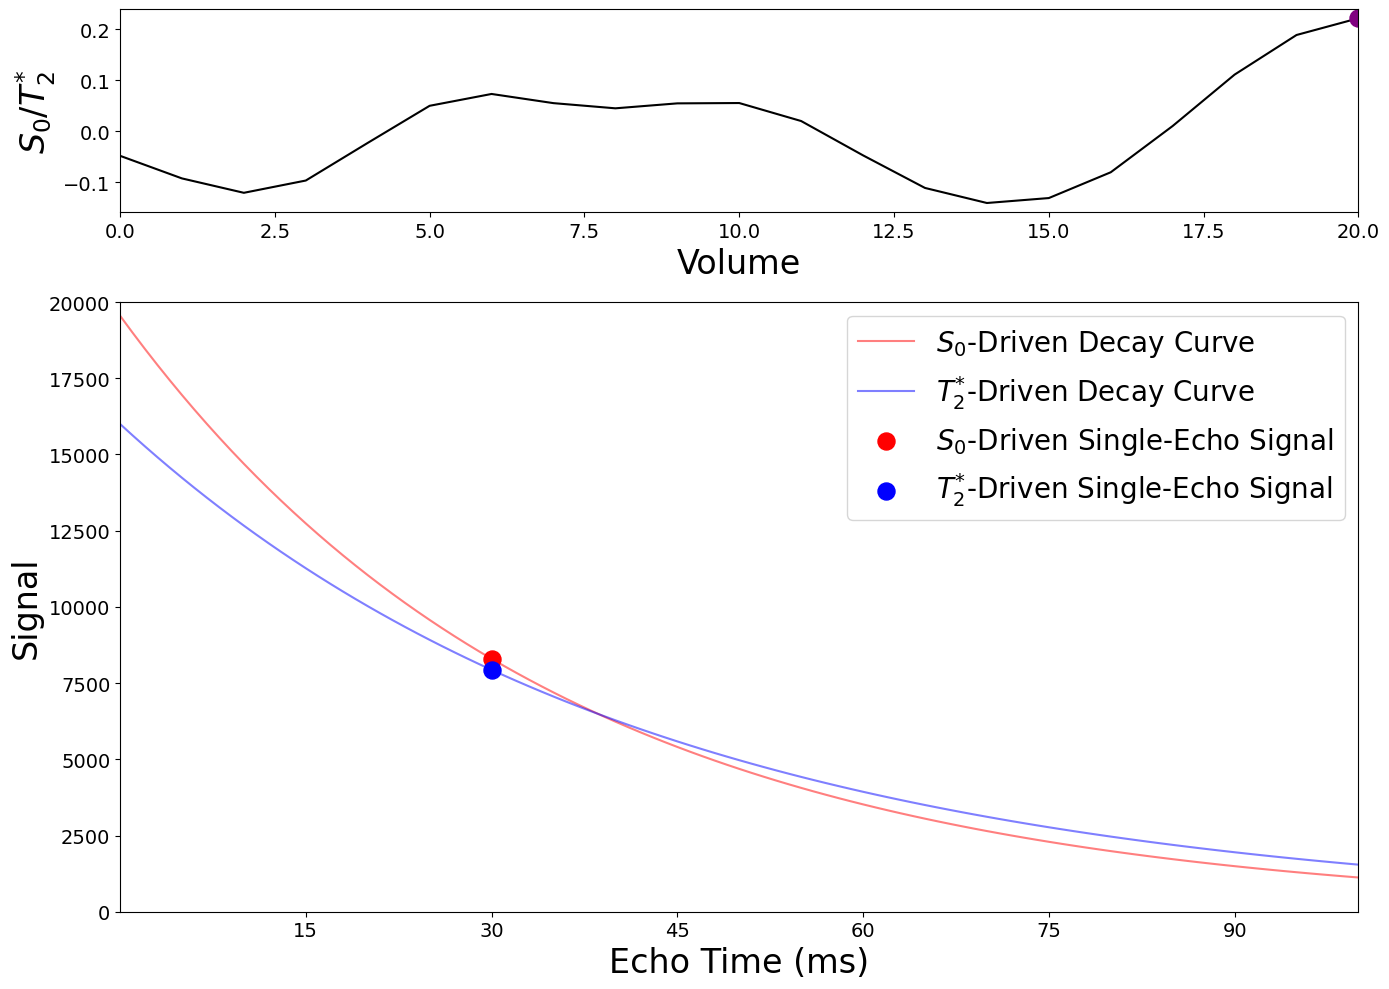 S₀/T₂*
0.2
0.1
0.0
−0.1
0.0 2.5 5.0 7.5 10.0 12.5 15.0 17.5 20.0
Volume
Signal
20000
17500
15000
12500
10000
7500
5000
2500
0
S₀-Driven Decay Curve
T₂*-Driven Decay Curve
S₀-Driven Single-Echo Signal
T₂*-Driven Single-Echo Signal
15 30 45 60 75 90
Echo Time (ms)